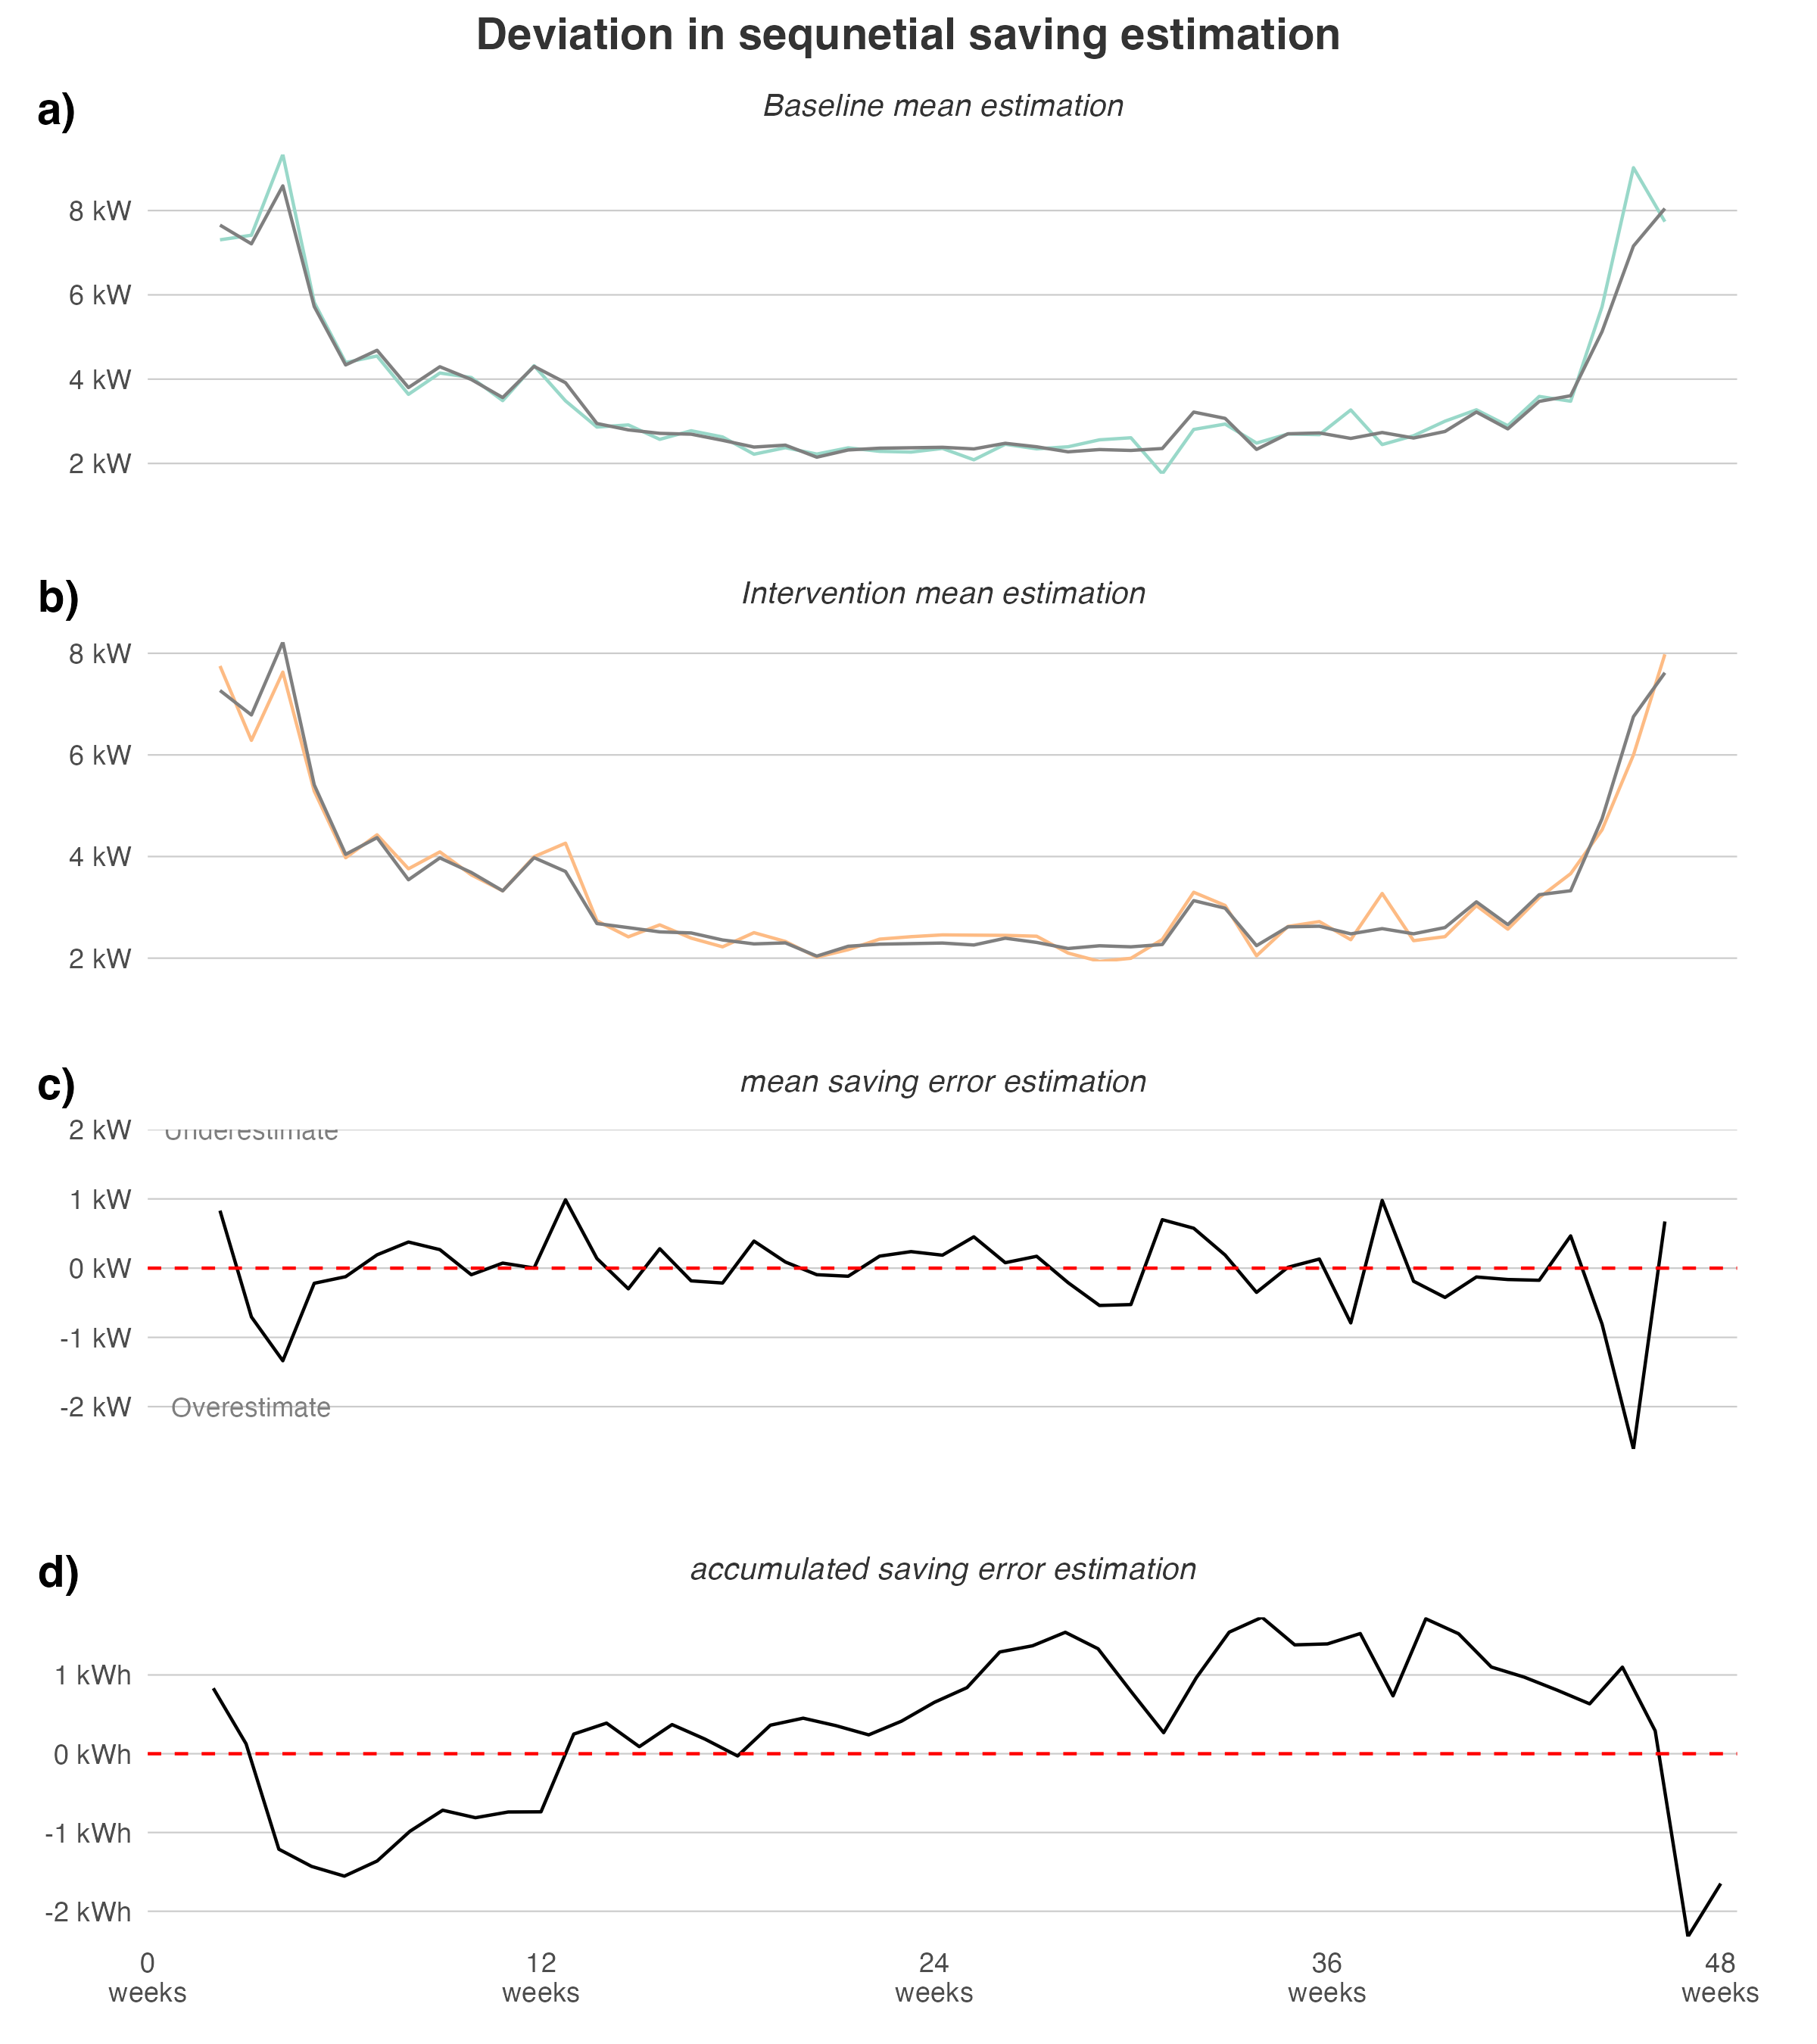 Deviation in sequnetial saving estimation
a)
Baseline mean estimation
8 kW
6 kW
4 kW
2 kW
b)
Intervention mean estimation
8 kW
6 kW
4 kW
2 kW
c)
mean saving error estimation
2 kW
Underestimate
1 kW
0 kW
-1 kW
-2 kW
Overestimate
d)
accumulated saving error estimation
1 kWh
0 kWh
-1 kWh
-2 kWh
0 12 24 36 48
weeks weeks weeks weeks weeks